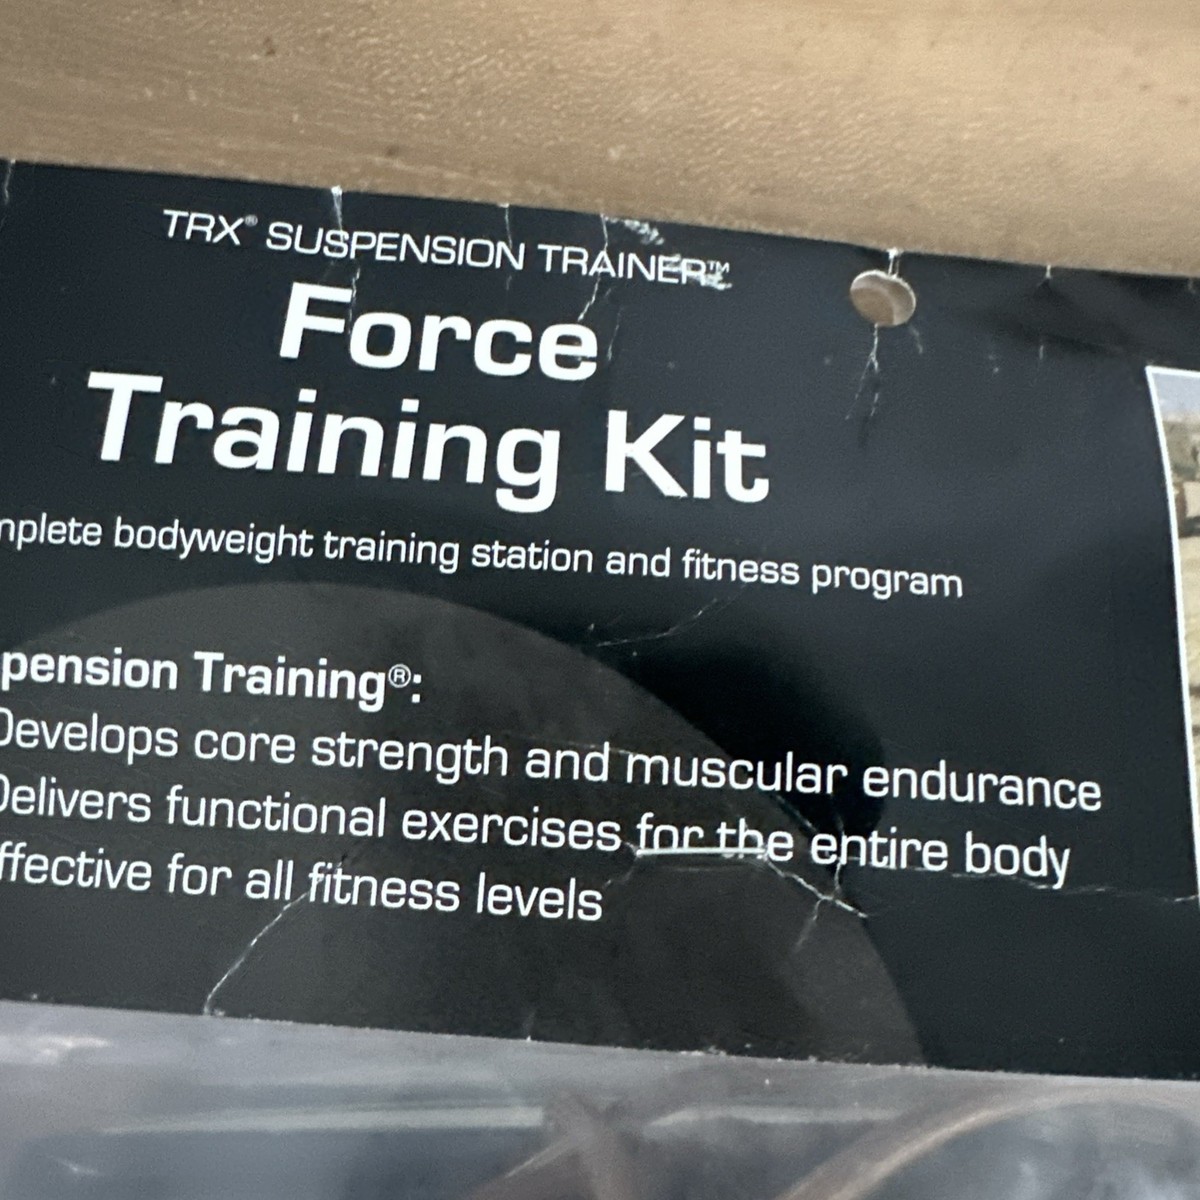 TRX® SUSPENSION TRAINER™
Force
Training Kit
mplete bodyweight training station and fitness program
pension Training®:
Develops core strength and muscular endurance
Delivers functional exercises for the entire body
ffective for all fitness levels